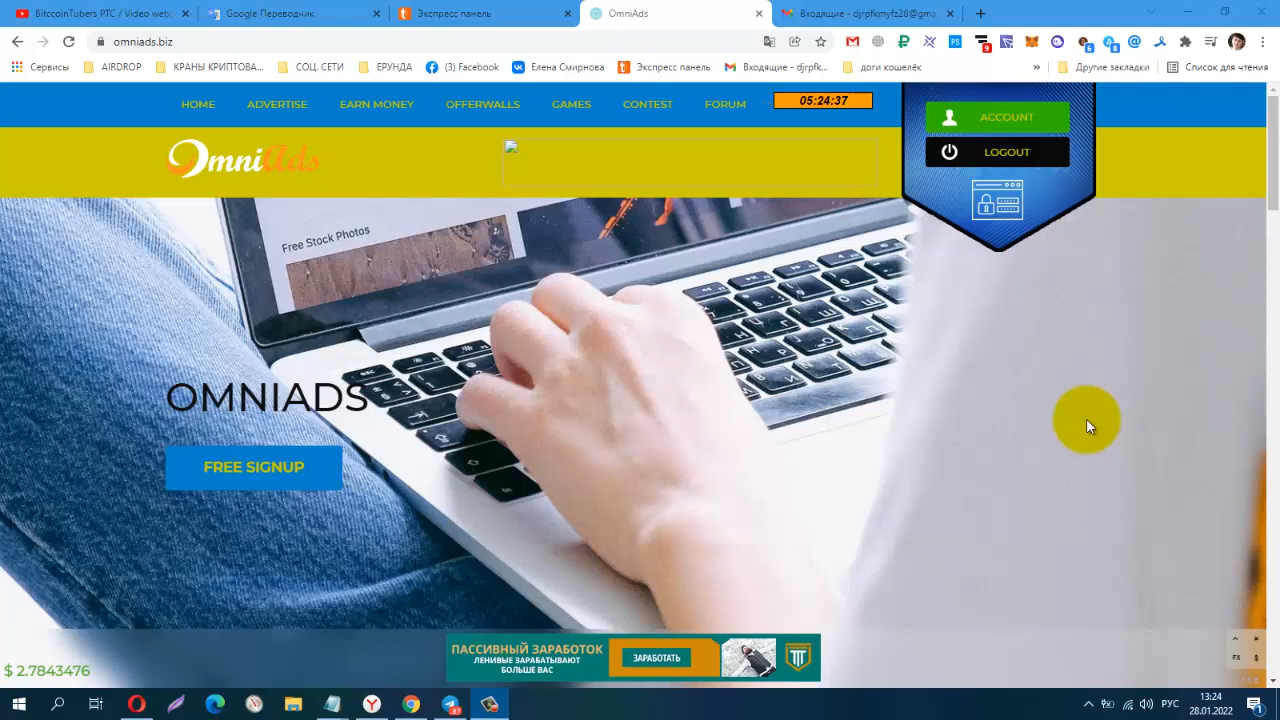 BitccoinTubers PTC / Video webs
Google Переводчик
Экспресс панель
OmniAds
Входящие - djrpfkmyfz28@gma
omniads.biz
Сервисы
AIRDROP
КРАНЫ КРИПТОВА...
СОЦ. СЕТИ
ЕРУНДА
(3) Facebook
Елена Смирнова
Экспресс панель
Входящие - djrpfk...
доги кошелёк
»
Другие закладки
Список для чтения
HOME
ADVERTISE
EARN MONEY
OFFERWALLS
GAMES
CONTEST
FORUM
05:24:37
ACCOUNT
LOGOUT
OmniAds
Free Stock Photos
OMNIADS
FREE SIGNUP
ПАССИВНЫЙ ЗАРАБОТОК
ЛЕНИВЫЕ ЗАРАБАТЫВАЮТ
БОЛЬШЕ ВАС
ЗАРАБОТАТЬ
FX
$
$ 2.7843476
РУС
13:24
28.01.2022